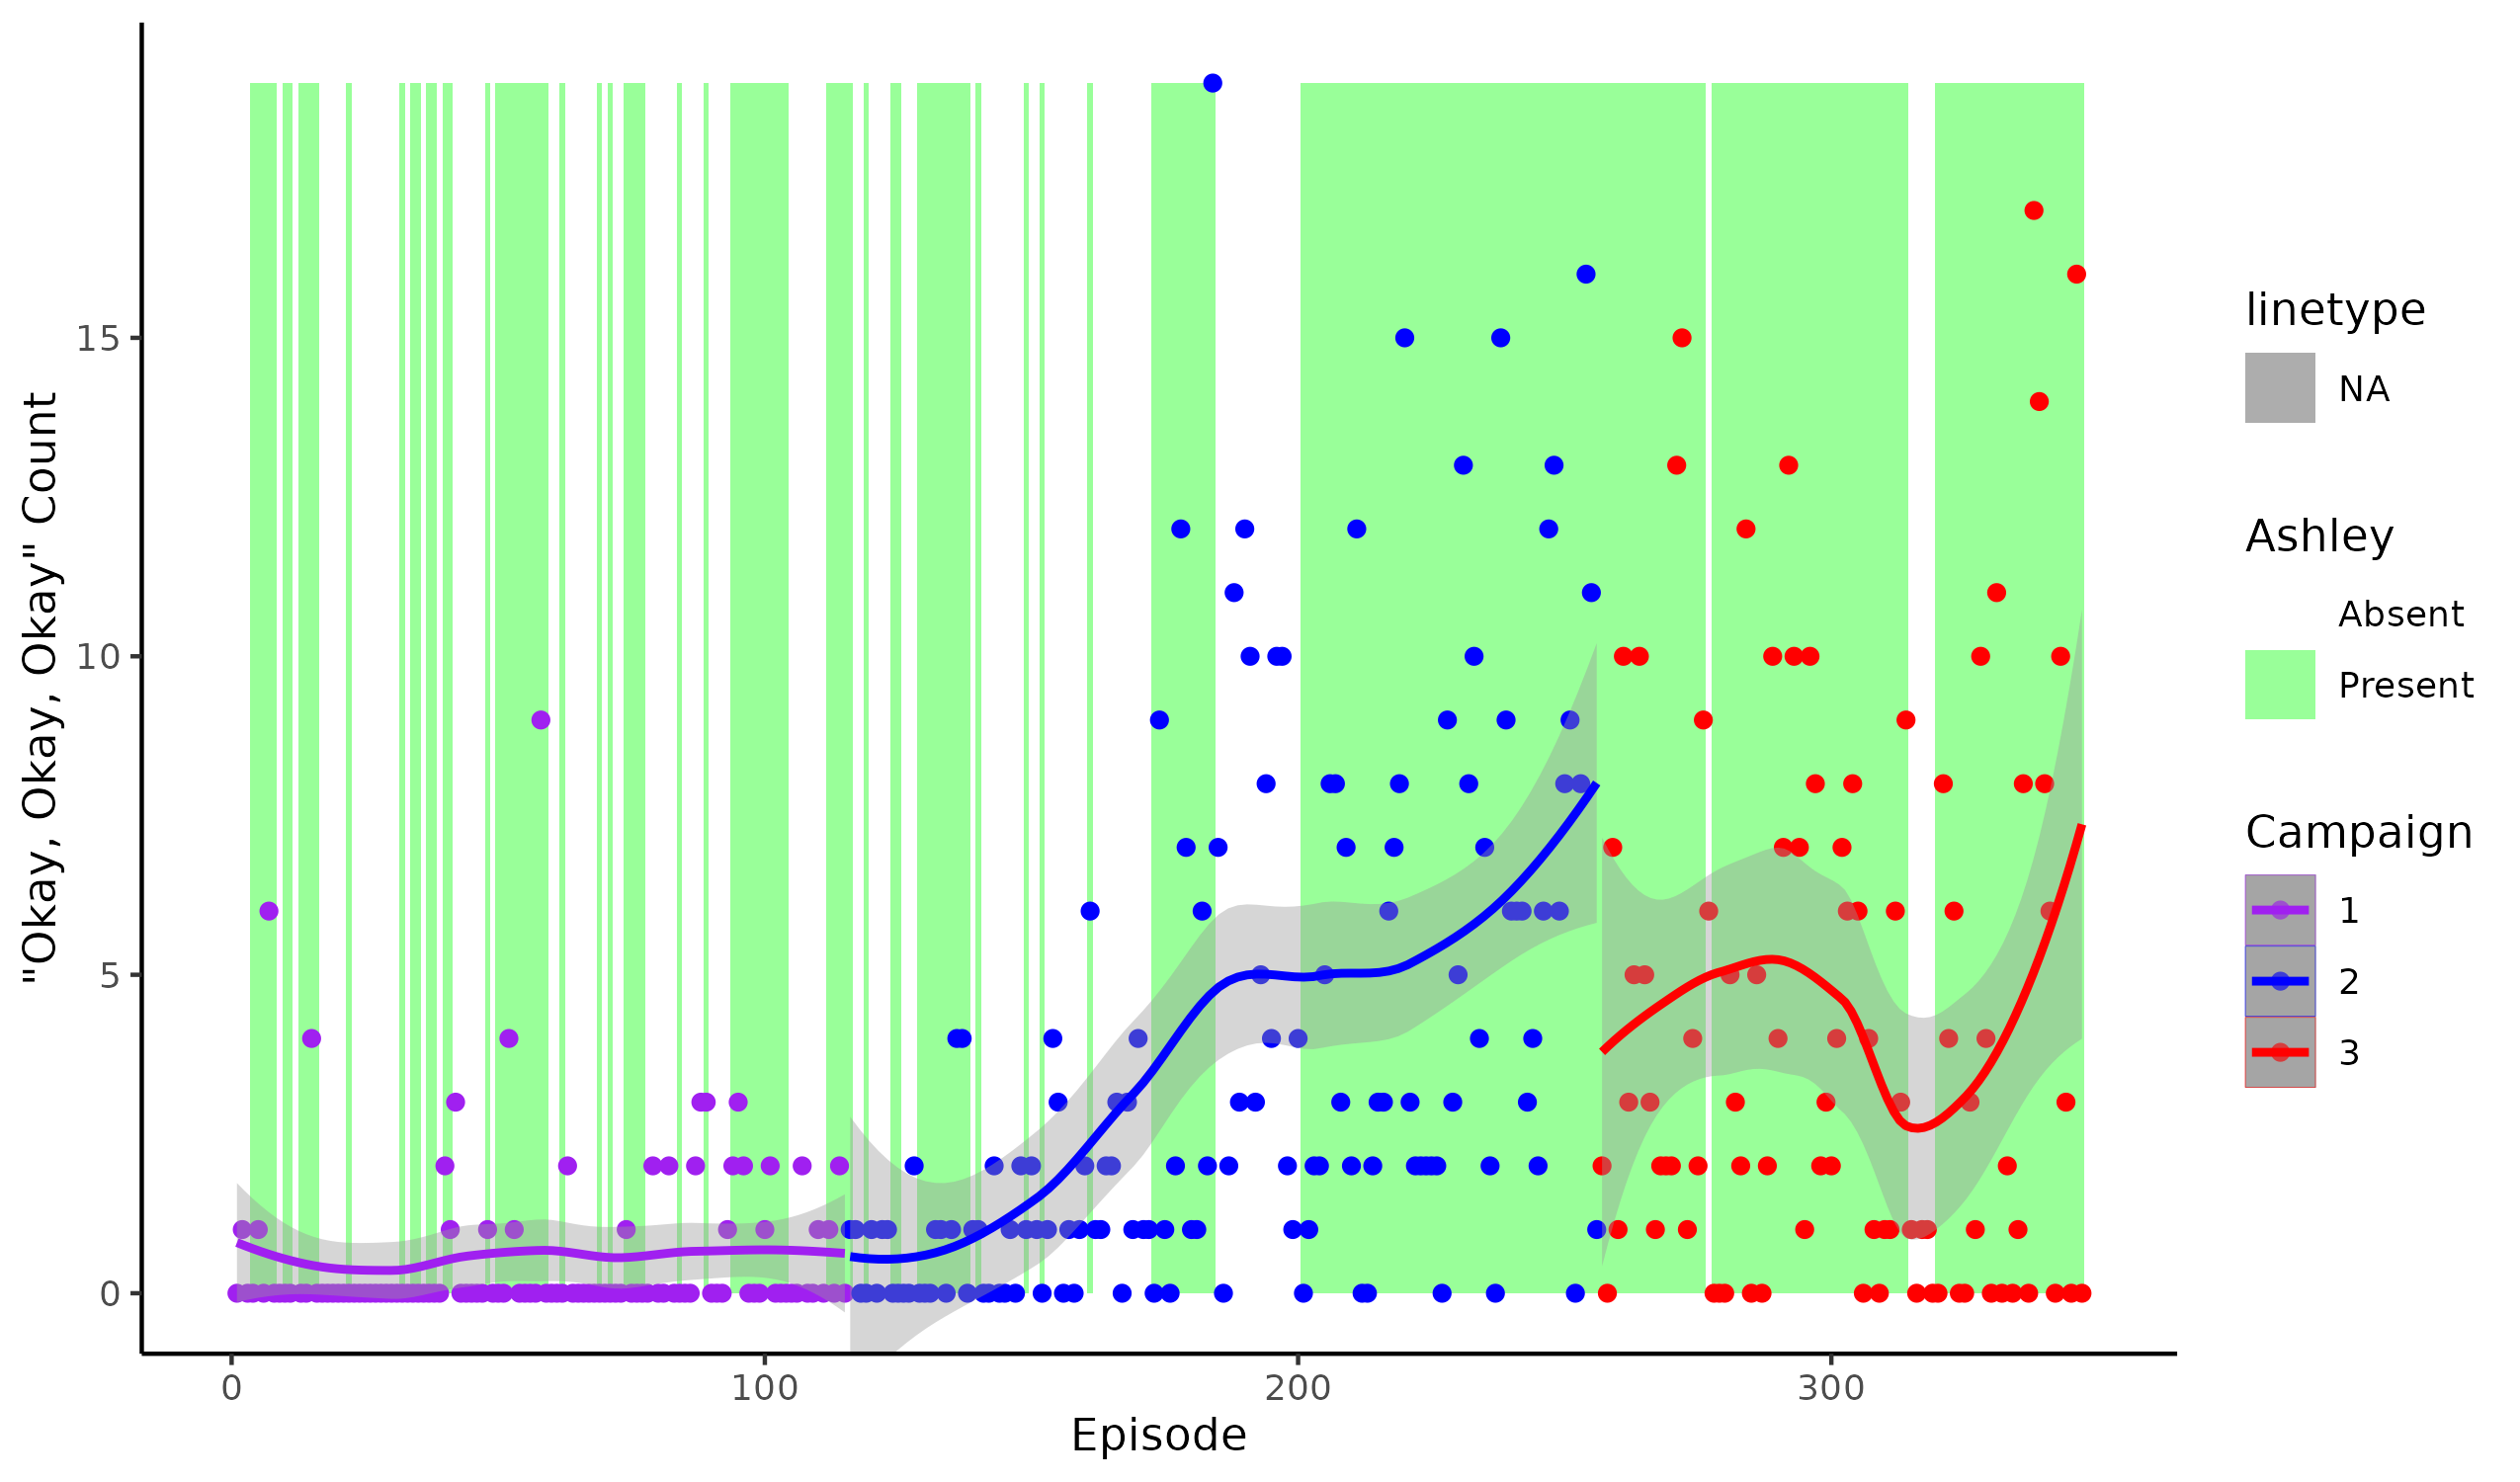 "Okay, Okay, Okay" Count
15
10
5
0
0
100
200
300
Episode
linetype
NA
Ashley
Absent
Present
Campaign
1
2
3